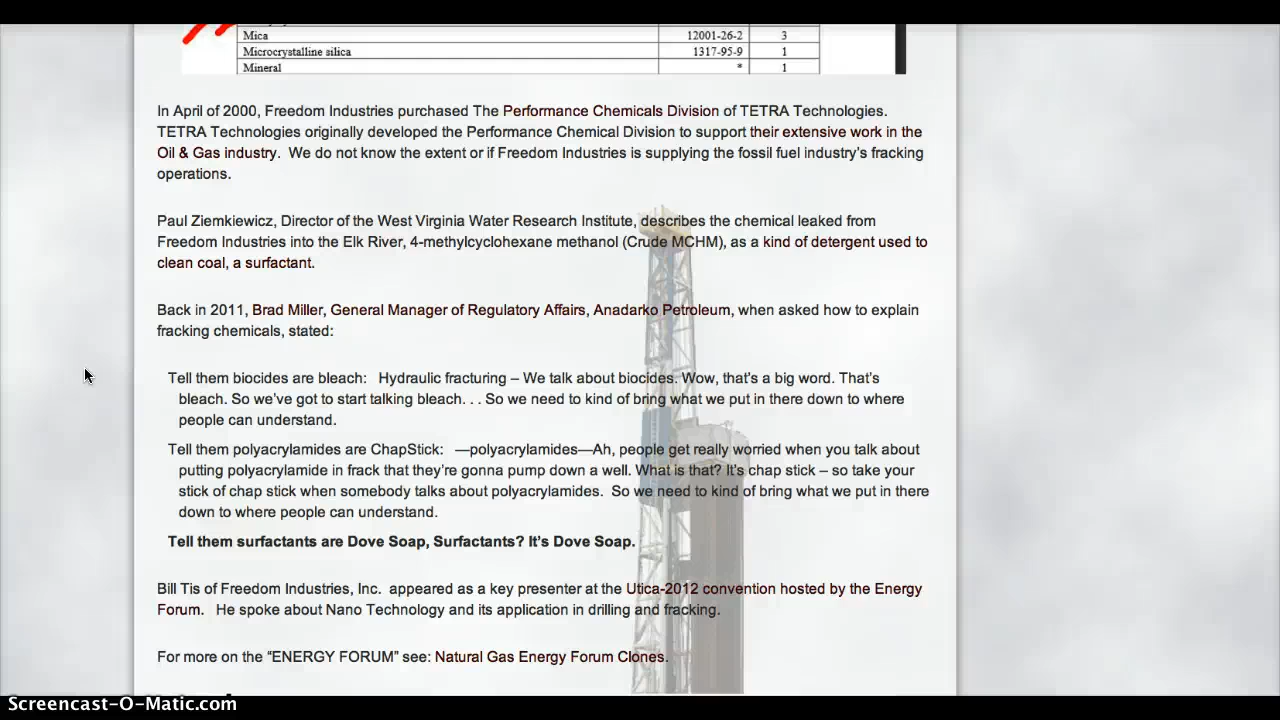 Mica 12001-26-2 3
Microcrystalline silica 1317-95-9 1
Mineral * 1
In April of 2000, Freedom Industries purchased The Performance Chemicals Division of TETRA Technologies.
TETRA Technologies originally developed the Performance Chemical Division to support their extensive work in the
Oil & Gas industry.  We do not know the extent or if Freedom Industries is supplying the fossil fuel industry's fracking
operations.
Paul Ziemkiewicz, Director of the West Virginia Water Research Institute, describes the chemical leaked from
Freedom Industries into the Elk River, 4-methylcyclohexane methanol (Crude MCHM), as a kind of detergent used to
clean coal, a surfactant.
Back in 2011, Brad Miller, General Manager of Regulatory Affairs, Anadarko Petroleum, when asked how to explain
fracking chemicals, stated:
Tell them biocides are bleach:   Hydraulic fracturing – We talk about biocides. Wow, that's a big word. That's
bleach. So we've got to start talking bleach. . . So we need to kind of bring what we put in there down to where
people can understand.
Tell them polyacrylamides are ChapStick:   —polyacrylamides—Ah, people get really worried when you talk about
putting polyacrylamide in frack that they're gonna pump down a well. What is that? It's chap stick – so take your
stick of chap stick when somebody talks about polyacrylamides.  So we need to kind of bring what we put in there
down to where people can understand.
Tell them surfactants are Dove Soap, Surfactants? It's Dove Soap.
Bill Tis of Freedom Industries, Inc.  appeared as a key presenter at the Utica-2012 convention hosted by the Energy
Forum.   He spoke about Nano Technology and its application in drilling and fracking.
For more on the “ENERGY FORUM” see: Natural Gas Energy Forum Clones.
Screencast-O-Matic.com